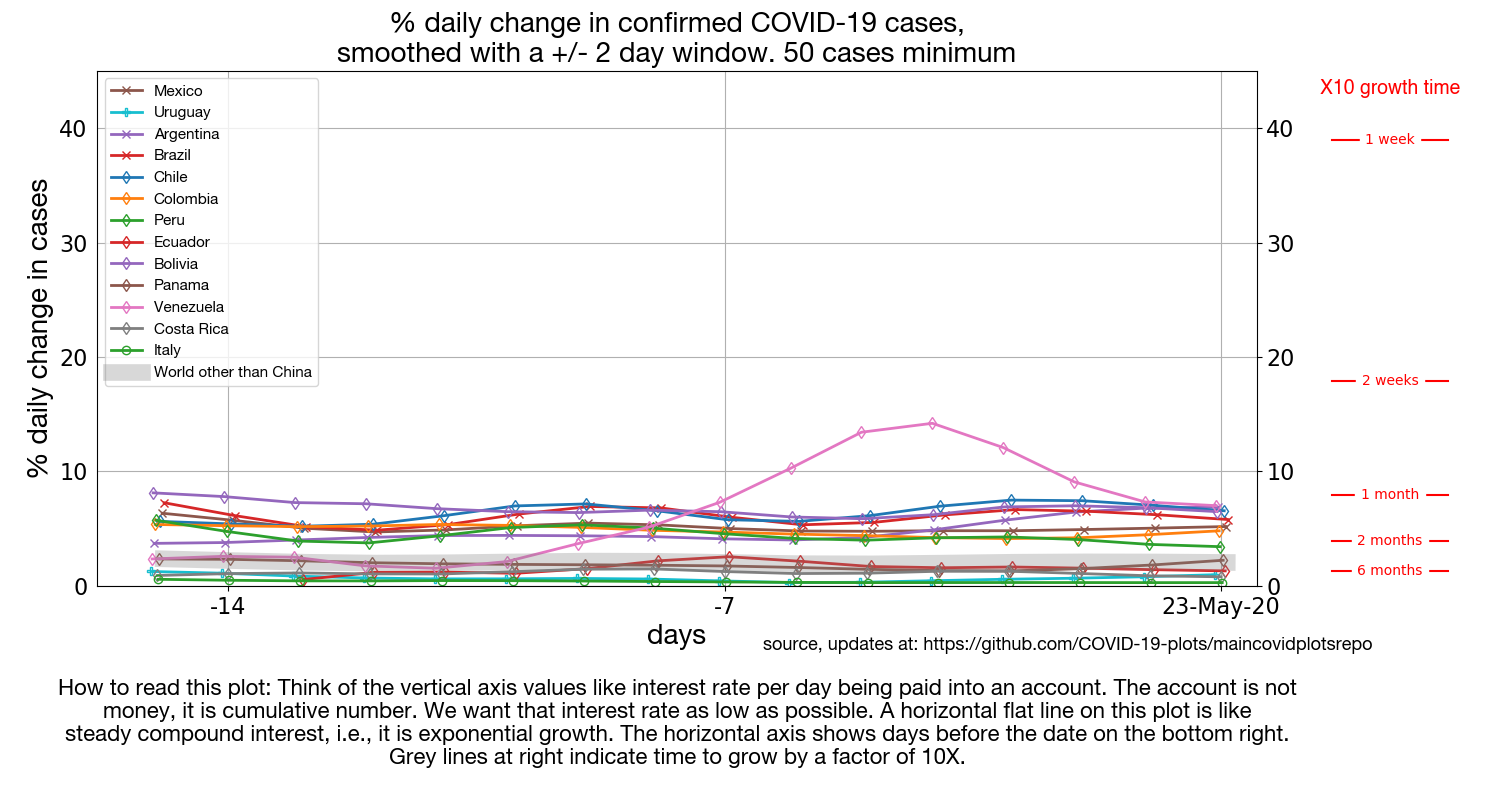 % daily change in confirmed COVID-19 cases,
smoothed with a +/- 2 day window. 50 cases minimum
X10 growth time
Mexico
Uruguay
Argentina
Brazil
Chile
Colombia
Peru
Ecuador
Bolivia
Panama
Venezuela
Costa Rica
Italy
World other than China
% daily change in cases
40
30
20
10
0
40
30
20
10
0
1 week
2 weeks
1 month
2 months
6 months
-14
-7
23-May-20
days
source, updates at: https://github.com/COVID-19-plots/maincovidplotsrepo
How to read this plot: Think of the vertical axis values like interest rate per day being paid into an account. The account is not
money, it is cumulative number. We want that interest rate as low as possible. A horizontal flat line on this plot is like
steady compound interest, i.e., it is exponential growth. The horizontal axis shows days before the date on the bottom right.
Grey lines at right indicate time to grow by a factor of 10X.